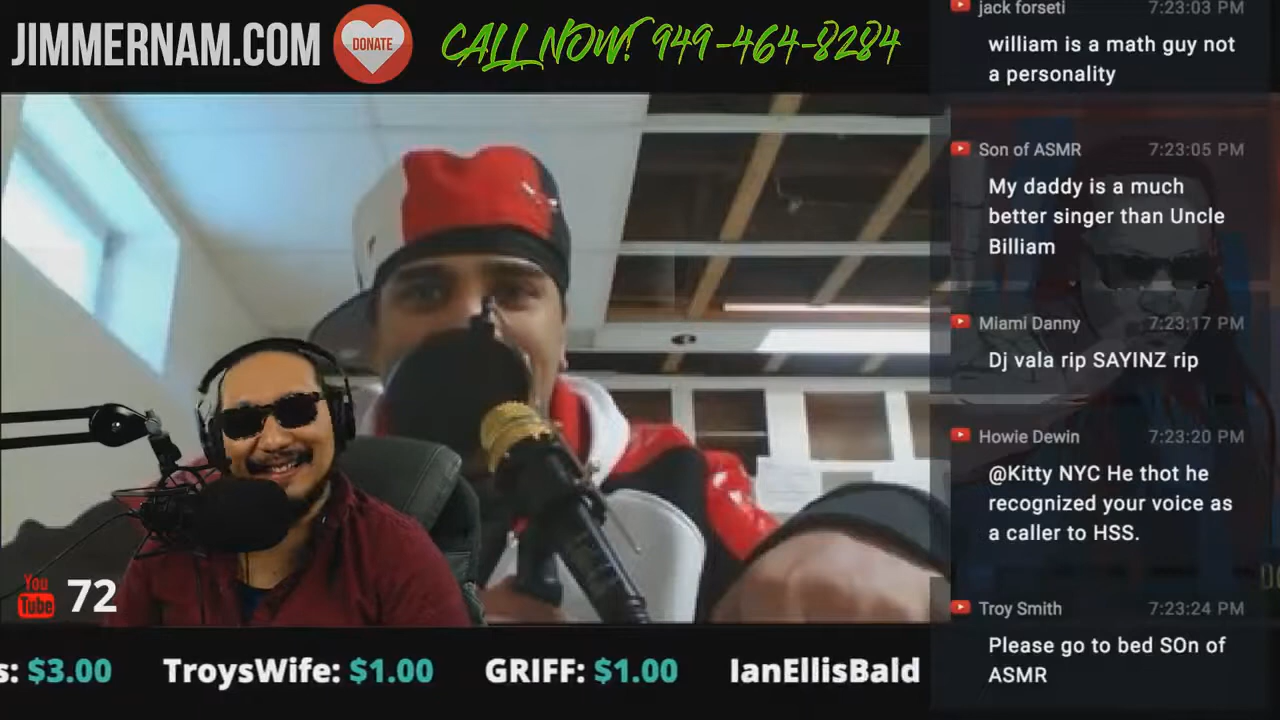 JIMMERNAM.COM
DONATE
CALL NOW! 949-464-8284
jack forseti 7:23:03 PM
william is a math guy not
a personality
Son of ASMR 7:23:05 PM
My daddy is a much
better singer than Uncle
Billiam
Miami Danny 7:23:17 PM
Dj vala rip SAYINZ rip
Howie Dewin 7:23:20 PM
@Kitty NYC He thot he
recognized your voice as
a caller to HSS.
Troy Smith 7:23:24 PM
Please go to bed SOn of
ASMR
You
Tube 72
s: $3.00 TroysWife: $1.00 GRIFF: $1.00 IanEllisBald